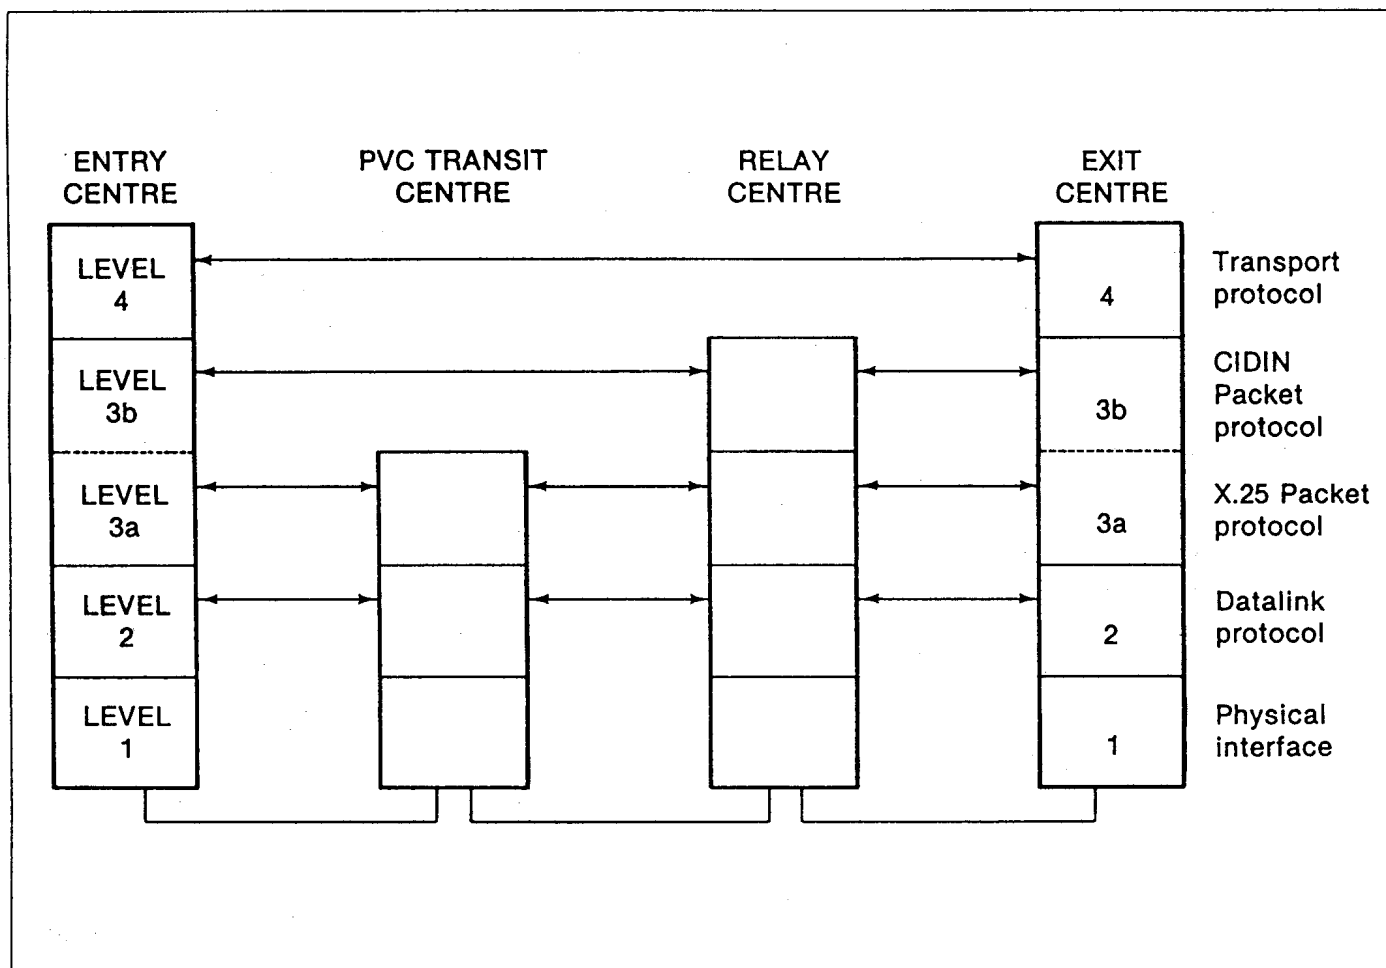 ENTRY
CENTRE
PVC TRANSIT
CENTRE
RELAY
CENTRE
EXIT
CENTRE
LEVEL
4
4
Transport
protocol
LEVEL
3b
3b
CIDIN
Packet
protocol
LEVEL
3a
3a
X.25 Packet
protocol
LEVEL
2
2
Datalink
protocol
LEVEL
1
1
Physical
interface